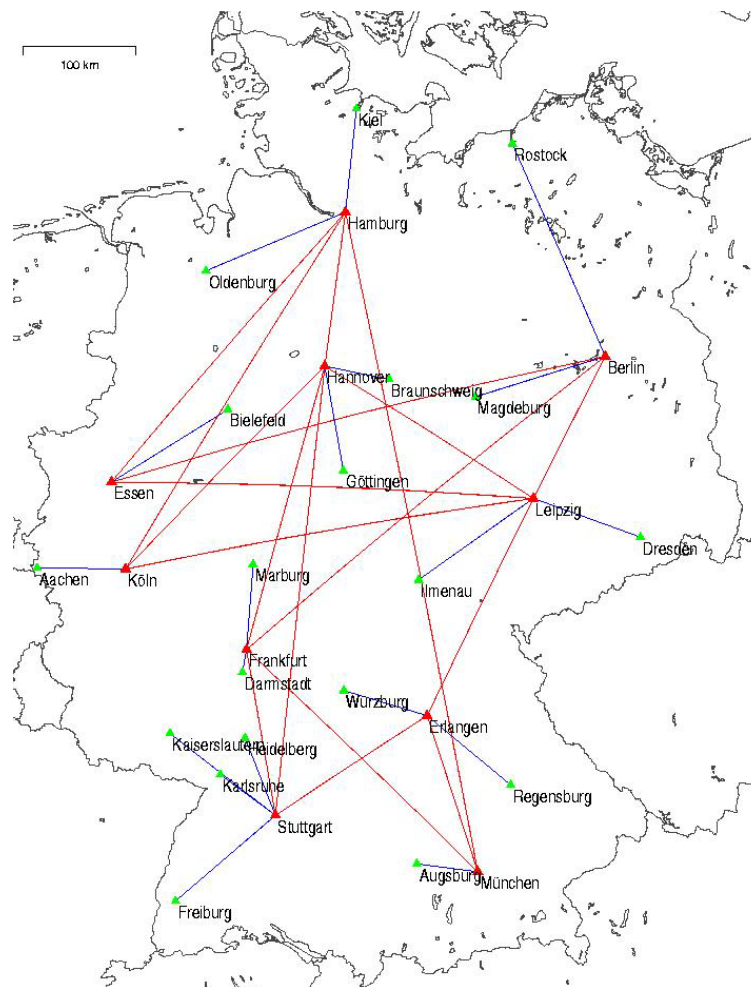 100 km
Kiel
Rostock
Hamburg
Oldenburg
Berlin
Hannover
Braunschweig
Magdeburg
Bielefeld
Göttingen
Essen
Leipzig
Dresden
Aachen
Köln
Marburg
Ilmenau
Frankfurt
Darmstadt
Würzburg
Erlangen
Kaiserslautern
Heidelberg
Karlsruhe
Regensburg
Stuttgart
Augsburg
München
Freiburg